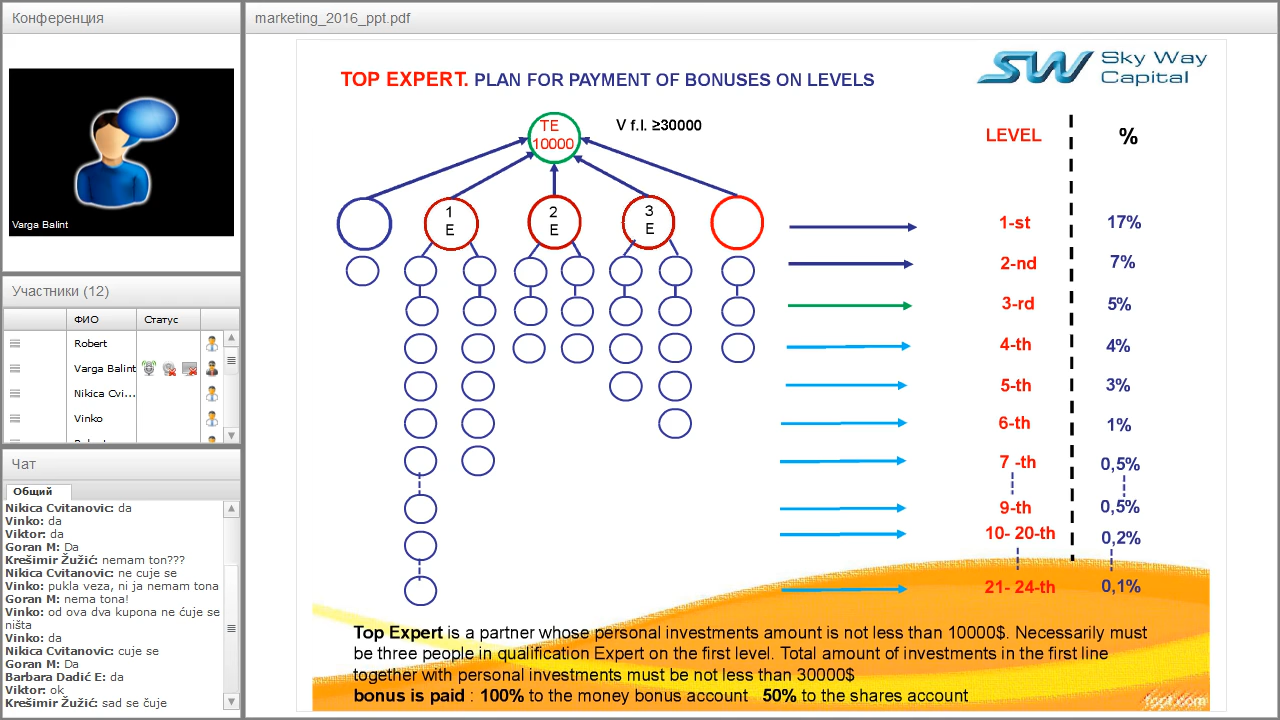 Конференция
Varga Balint
Участники (12)
ФИО Статус
Robert
Varga Balint
Nikica Cvi...
Vinko
Чат
Общий
Nikica Cvitanovic: da
Vinko: da
Viktor: da
Goran M: Da
Krešimir Žužić: nemam ton???
Nikica Cvitanovic: ne cuje se
Vinko: pukla veza, ni ja nemam tona
Goran M: nema tona!
Vinko: od ova dva kupona ne ćuje se
ništa
Vinko: da
Nikica Cvitanovic: cuje se
Goran M: Da
Barbara Dadić E: da
Viktor: ok
Krešimir Žužić: sad se čuje
marketing_2016_ppt.pdf
SW Sky Way
Capital
TOP EXPERT. PLAN FOR PAYMENT OF BONUSES ON LEVELS
TE
10000
V f.l. ≥30000
LEVEL %
1 2 3
E E E
1-st 17%
2-nd 7%
3-rd 5%
4-th 4%
5-th 3%
6-th 1%
7 -th 0,5%
9-th 0,5%
10- 20-th 0,2%
21- 24-th 0,1%
Top Expert is a partner whose personal investments amount is not less than 10000$. Necessarily must
be three people in qualification Expert on the first level. Total amount of investments in the first line
together with personal investments must be not less than 30000$
bonus is paid : 100% to the money bonus account 50% to the shares account
fppt.com